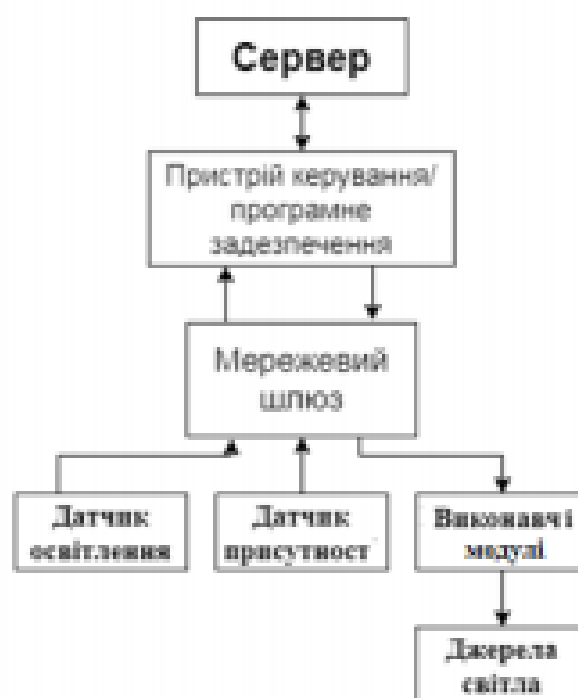 Сервер
Пристрій керування/
програмне
задезпечення
Мережевий
шлюз
Датчик
освітлення
Датчик
присутност
Виконавчі
модулі
Джерела
світла